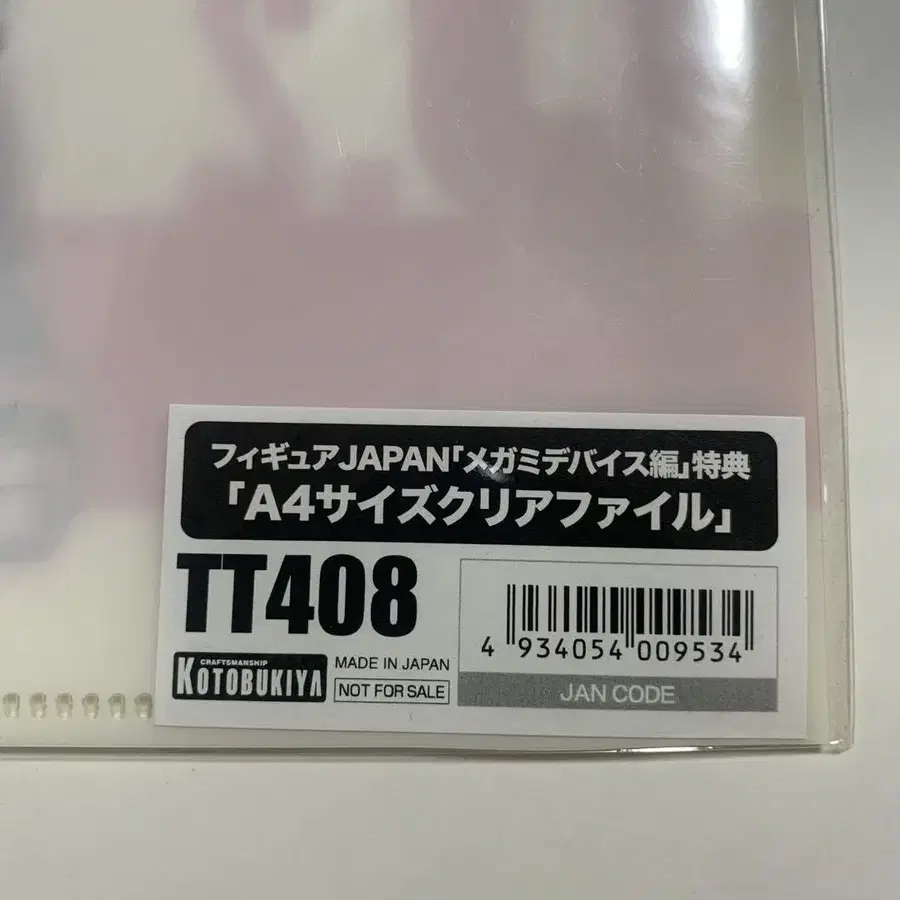 フィギュアJAPAN「メガミデバイス編」特典
「A4サイズクリアファイル」
TT408
CRAFTSMANSHIP
KOTOBUKIYA
MADE IN JAPAN
NOT FOR SALE
4 934054 009534
JAN CODE